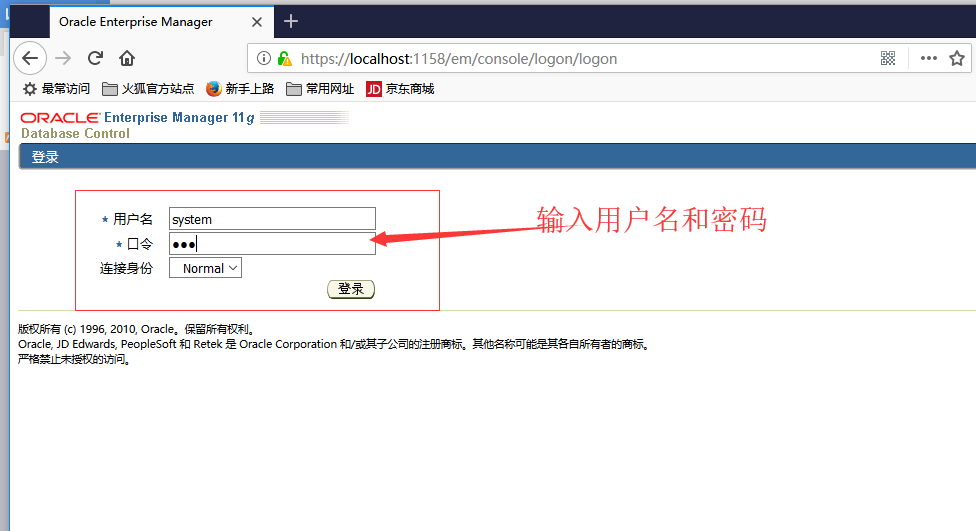 Oracle Enterprise Manager
https://localhost:1158/em/console/logon/logon
最常访问 火狐官方站点 新手上路 常用网址 JD 京东商城
ORACLE Enterprise Manager 11g
Database Control
登录
* 用户名 system
输入用户名和密码
* 口令 ●●●
连接身份 Normal
登录
版权所有 (c) 1996, 2010, Oracle。保留所有权利。
Oracle, JD Edwards, PeopleSoft 和 Retek 是 Oracle Corporation 和/或其子公司的注册商标。其他名称可能是其各自所有者的商标。
严格禁止未授权的访问。